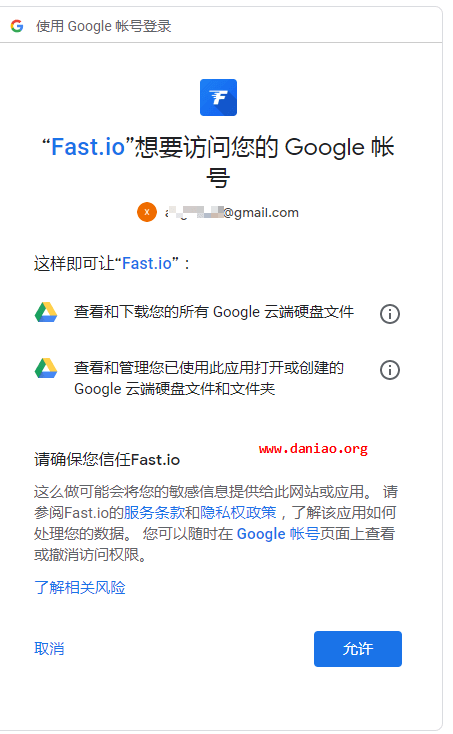 使用 Google 帐号登录
“Fast.io”想要访问您的 Google 帐
号
x
@gmail.com
这样即可让“Fast.io”：
查看和下载您的所有 Google 云端硬盘文件
查看和管理您已使用此应用打开或创建的
Google 云端硬盘文件和文件夹
www.daniao.org
请确保您信任Fast.io
这么做可能会将您的敏感信息提供给此网站或应用。 请
参阅Fast.io的服务条款和隐私权政策，了解该应用如何
处理您的数据。 您可以随时在 Google 帐号页面上查看
或撤消访问权限。
了解相关风险
取消
允许